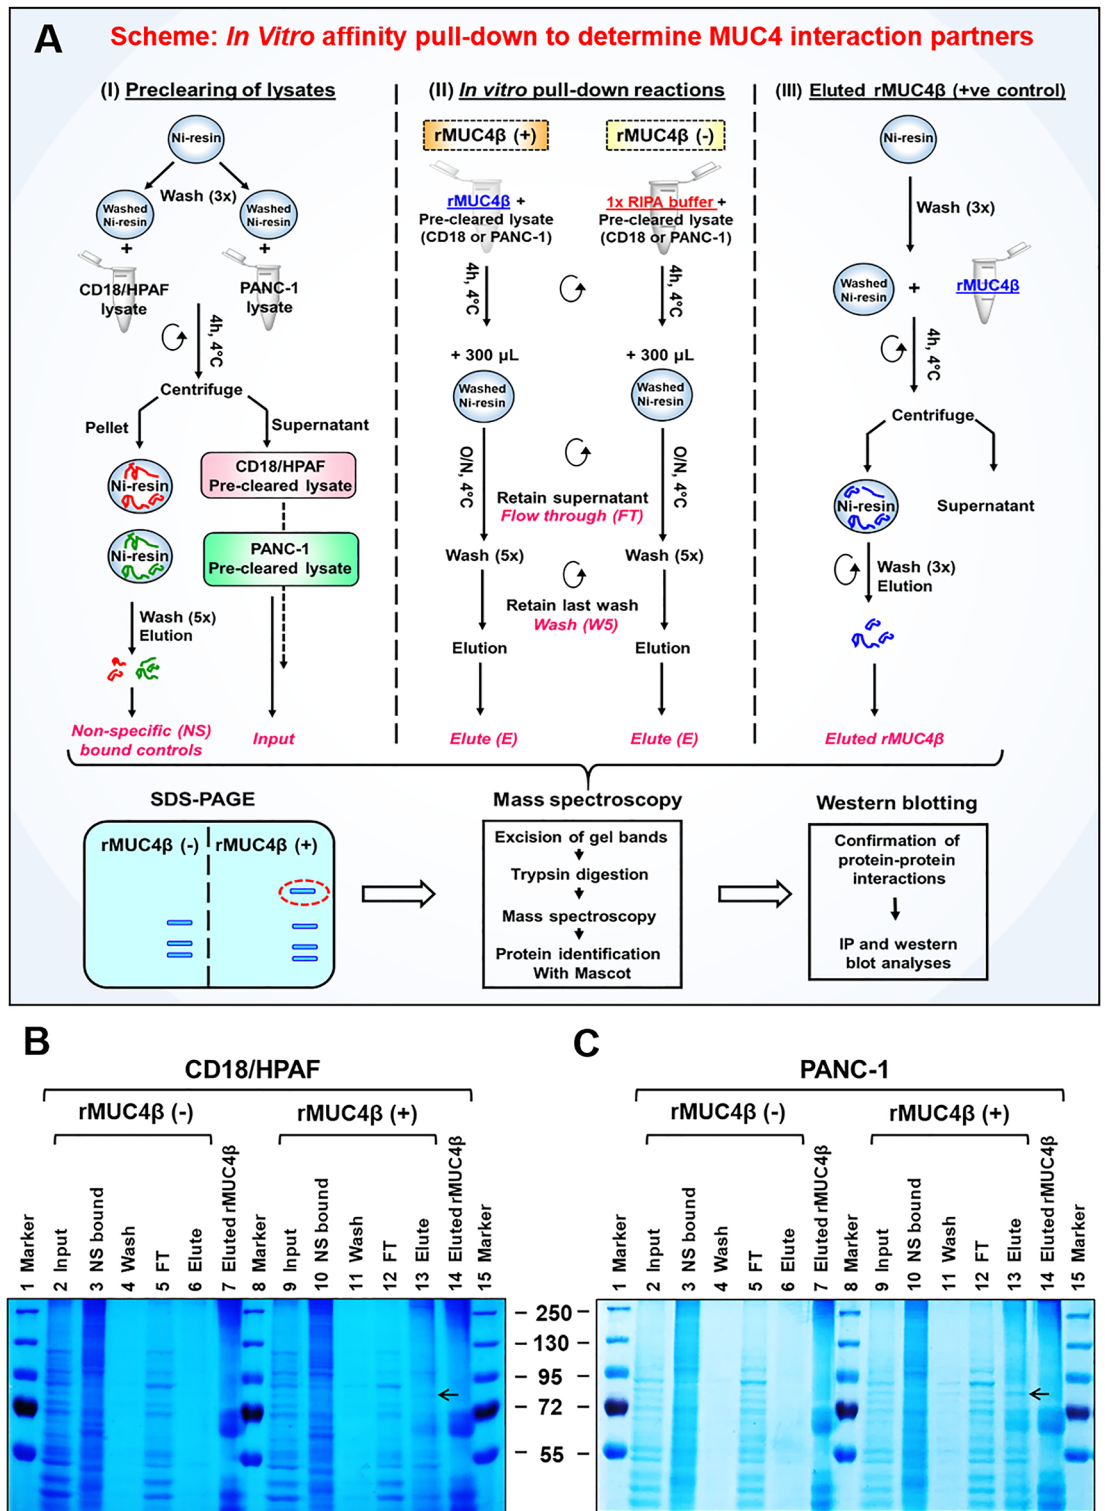 A
Scheme: In Vitro affinity pull-down to determine MUC4 interaction partners
(I) Preclearing of lysates
Ni-resin
Wash (3x)
Washed
Ni-resin
Washed
Ni-resin
+
+
CD18/HPAF
lysate
PANC-1
lysate
4h, 4°C
Centrifuge
Pellet
Supernatant
Ni-resin
CD18/HPAF
Pre-cleared lysate
Ni-resin
PANC-1
Pre-cleared lysate
Wash (5x)
Elution
Non-specific (NS)
bound controls
Input
(II) In vitro pull-down reactions
rMUC4β (+)
rMUC4β (-)
rMUC4β +
Pre-cleared lysate
(CD18 or PANC-1)
1x RIPA buffer +
Pre-cleared lysate
(CD18 or PANC-1)
4h, 4°C
4h, 4°C
+ 300 µL
+ 300 µL
Washed
Ni-resin
Washed
Ni-resin
O/N, 4°C
O/N, 4°C
Retain supernatant
Flow through (FT)
Wash (5x)
Wash (5x)
Retain last wash
Wash (W5)
Elution
Elution
Elute (E)
Elute (E)
(III) Eluted rMUC4β (+ve control)
Ni-resin
Wash (3x)
Washed
Ni-resin
+
rMUC4β
4h, 4°C
Centrifuge
Ni-resin
Supernatant
Wash (3x)
Elution
Eluted rMUC4β
SDS-PAGE
rMUC4β (-)
rMUC4β (+)
Mass spectroscopy
Excision of gel bands
Trypsin digestion
Mass spectroscopy
Protein identification
With Mascot
Western blotting
Confirmation of
protein-protein
interactions
IP and western
blot analyses
B
CD18/HPAF
rMUC4β (-)
rMUC4β (+)
1 Marker
2 Input
3 NS bound
4 Wash
5 FT
6 Elute
7 Eluted rMUC4β
8 Marker
9 Input
10 NS bound
11 Wash
12 FT
13 Elute
14 Eluted rMUC4β
15 Marker
– 250 –
– 130 –
– 95 –
– 72 –
– 55 –
C
PANC-1
rMUC4β (-)
rMUC4β (+)
1 Marker
2 Input
3 NS bound
4 Wash
5 FT
6 Elute
7 Eluted rMUC4β
8 Marker
9 Input
10 NS bound
11 Wash
12 FT
13 Elute
14 Eluted rMUC4β
15 Marker